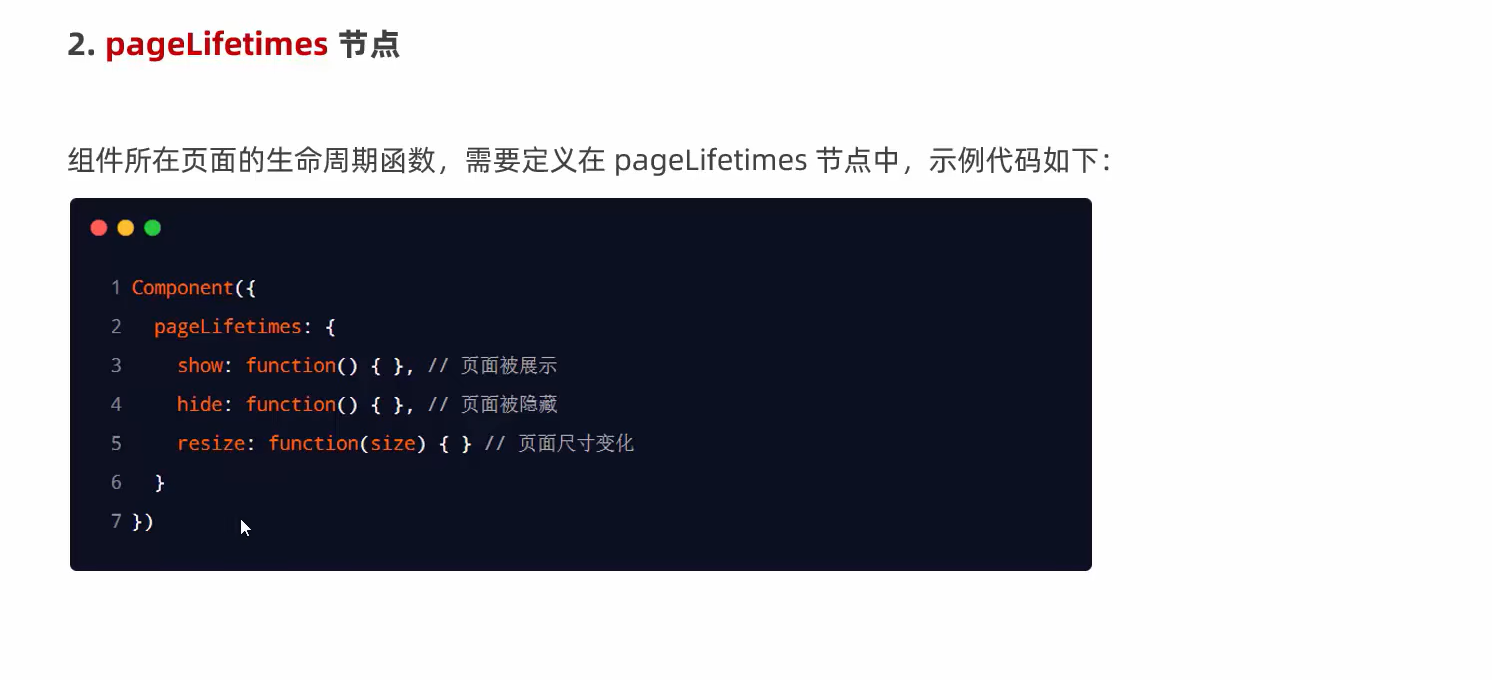 2. pageLifetimes 节点
组件所在页面的生命周期函数，需要定义在 pageLifetimes 节点中，示例代码如下：
1 Component({
2   pageLifetimes: {
3     show: function() { }, // 页面被展示
4     hide: function() { }, // 页面被隐藏
5     resize: function(size) { } // 页面尺寸变化
6   }
7 })